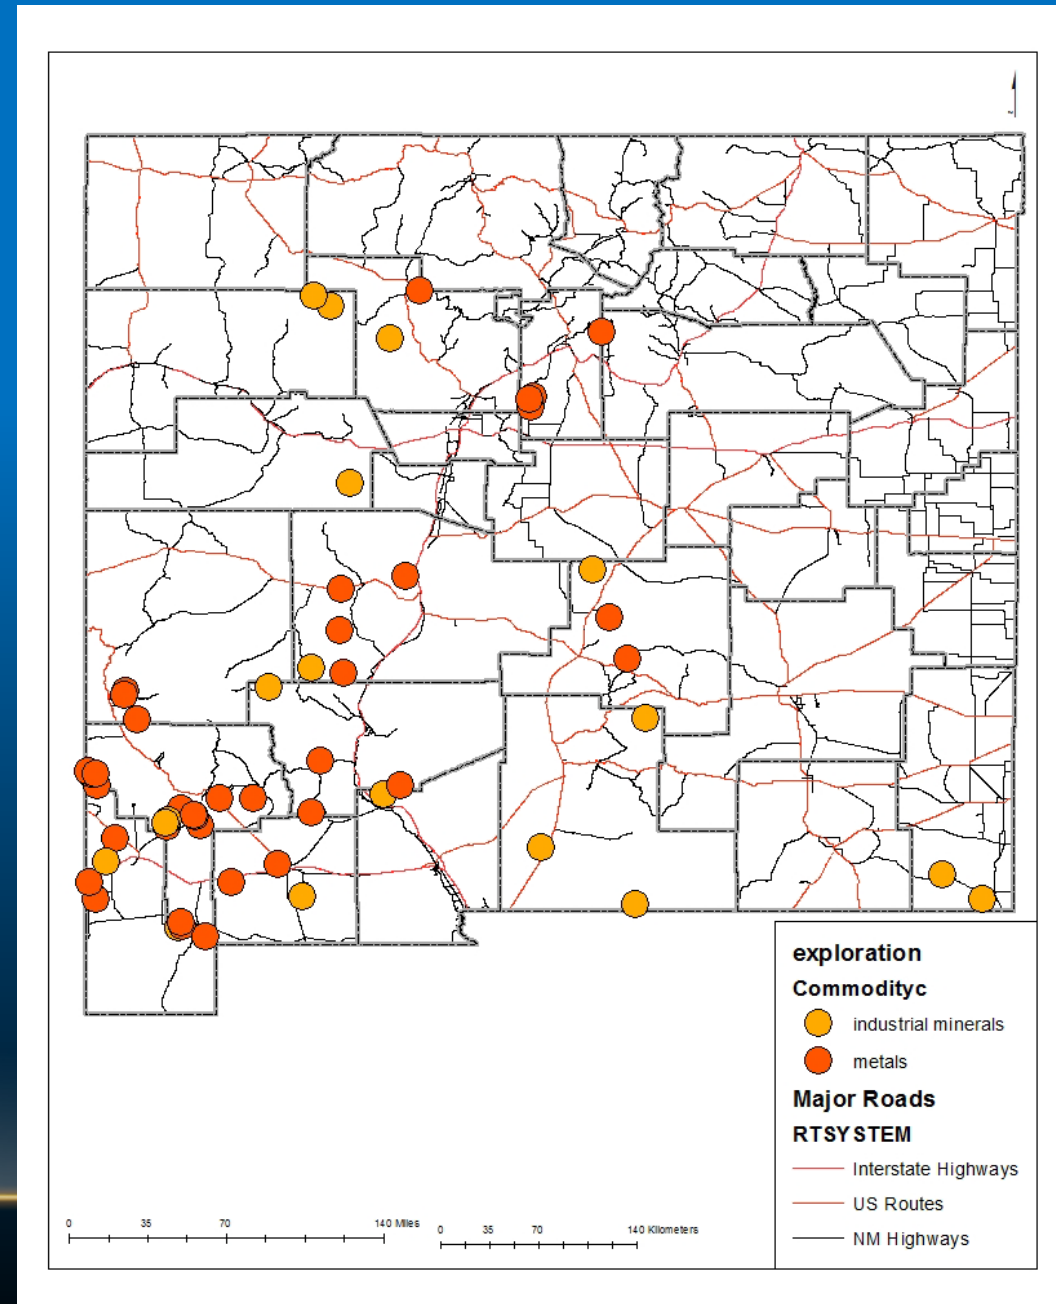 exploration
Commodityc
industrial minerals
metals
Major Roads
RTSYSTEM
Interstate Highways
US Routes
NM Highways
0 35 70 140 Miles
0 35 70 140 Kilometers